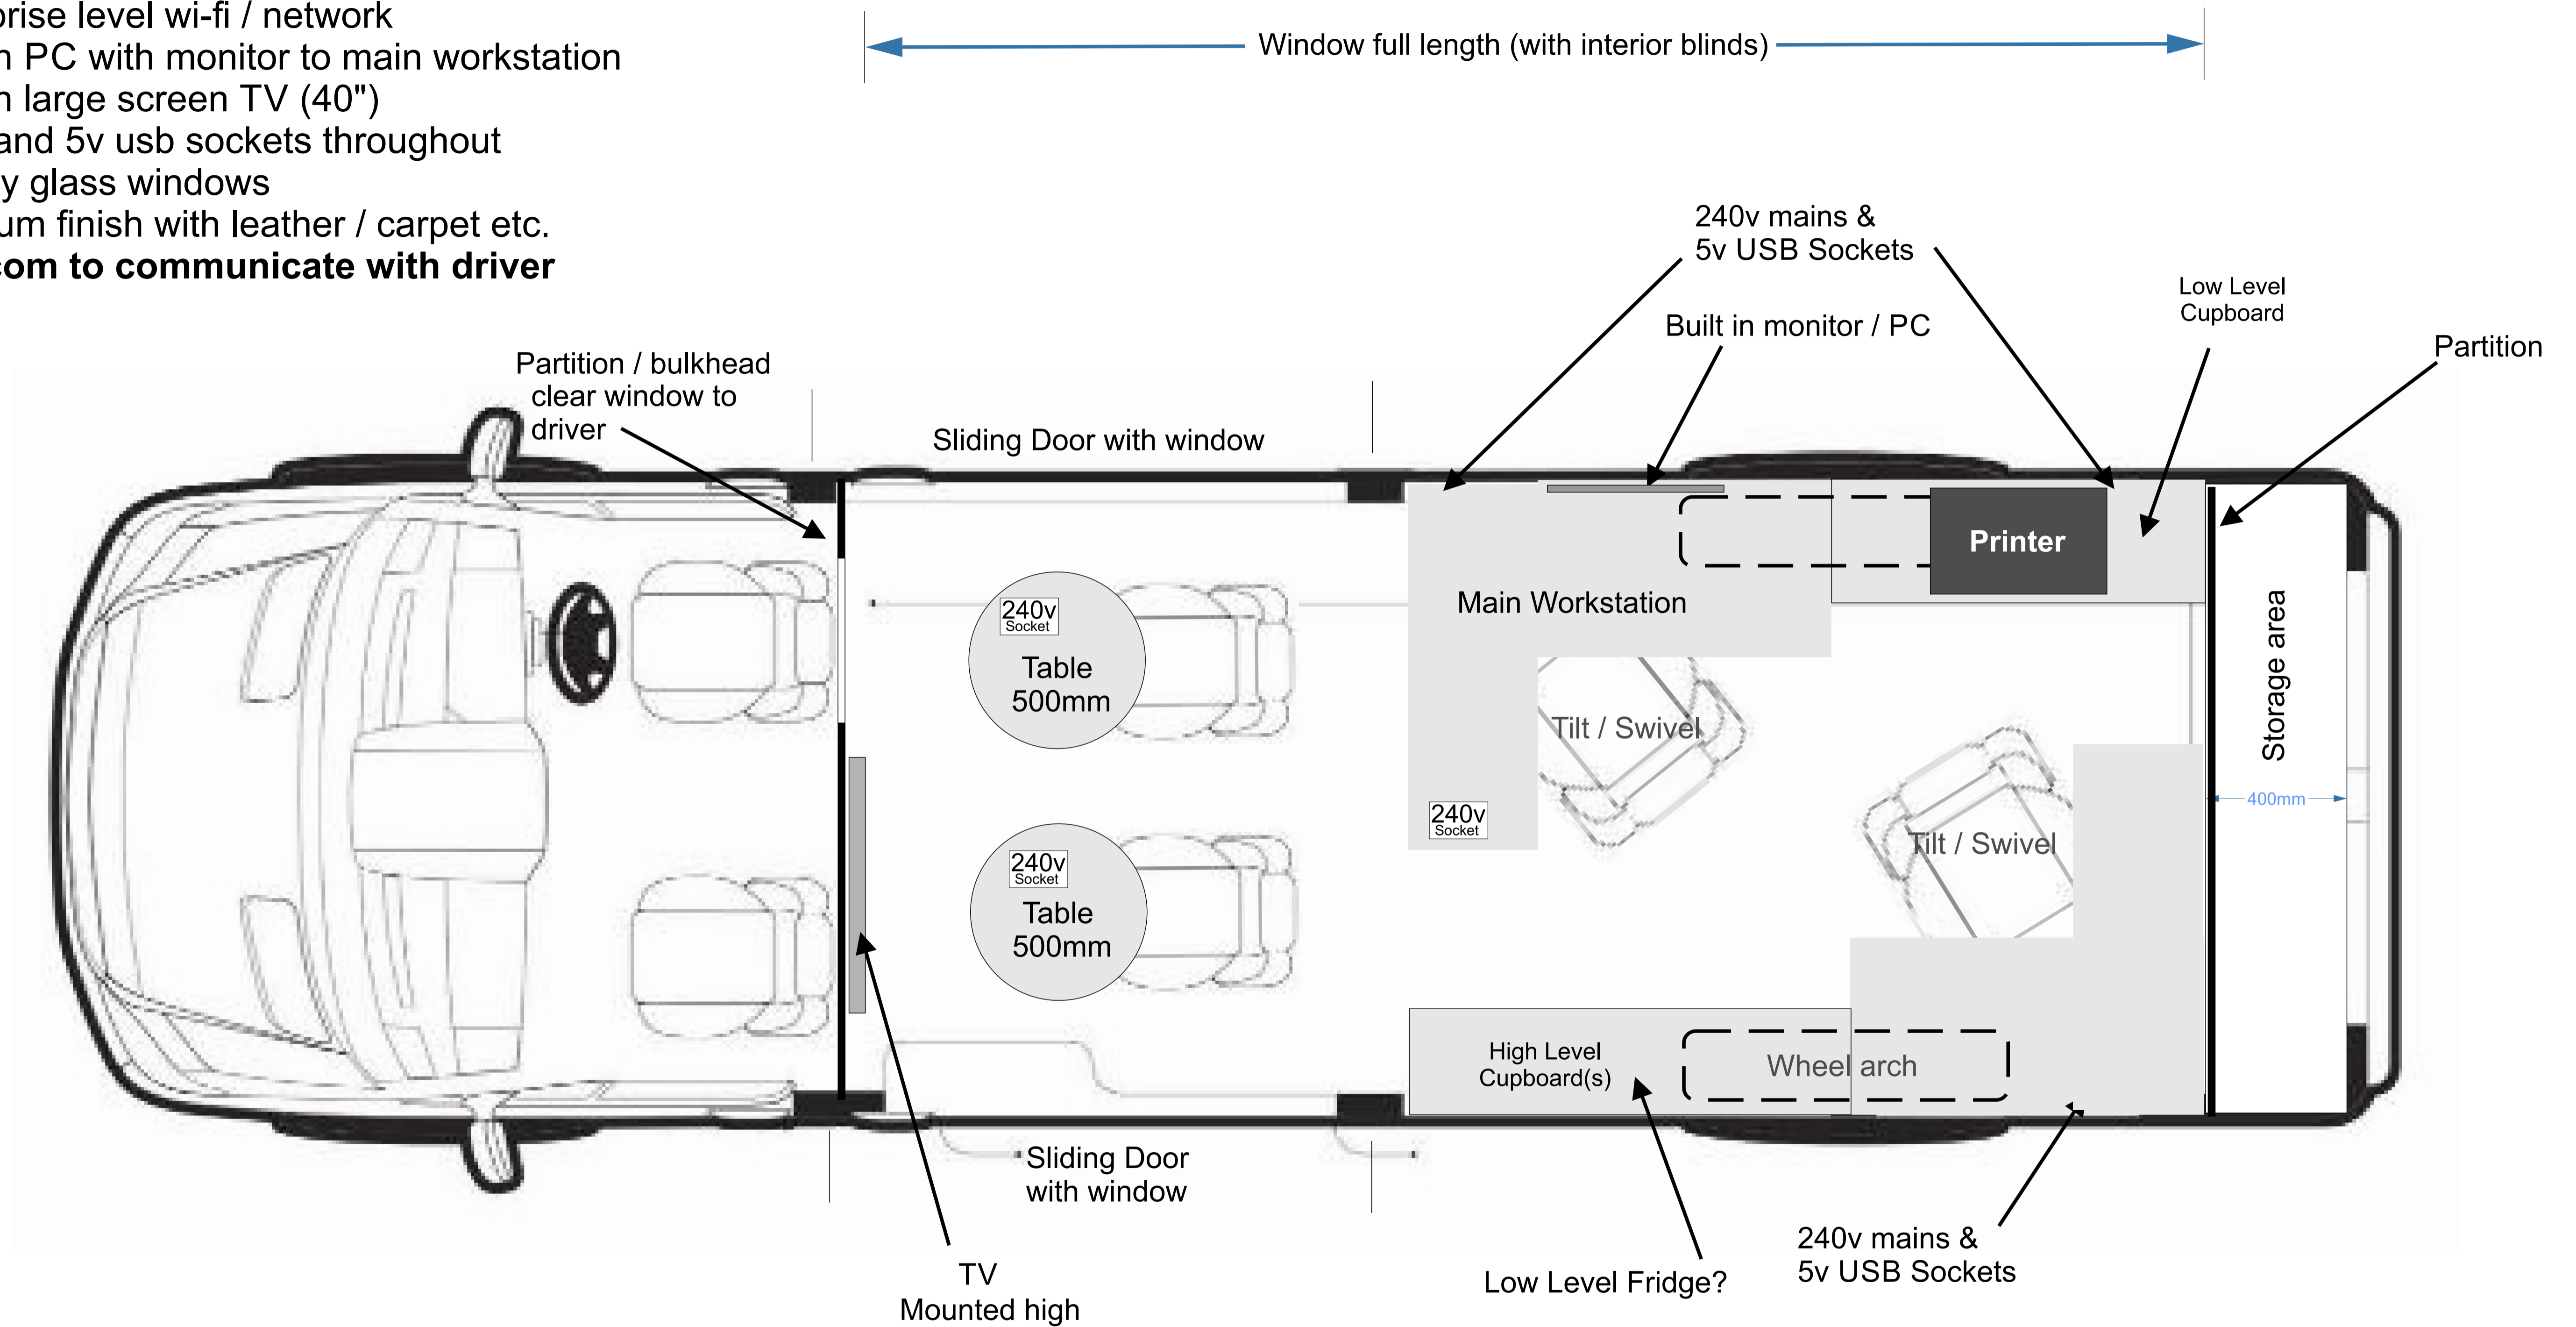 prise level wi-fi / network
n PC with monitor to main workstation
n large screen TV (40")
and 5v usb sockets throughout
y glass windows
um finish with leather / carpet etc.
com to communicate with driver
Window full length (with interior blinds)
240v mains &
5v USB Sockets
Low Level
Cupboard
Built in monitor / PC
Partition
Partition / bulkhead
clear window to
driver
Sliding Door with window
Printer
240v
Socket
Table
500mm
Main Workstation
Storage area
Tilt / Swivel
400mm
240v
Socket
Tilt / Swivel
240v
Socket
Table
500mm
High Level
Cupboard(s)
Wheel arch
Sliding Door
with window
TV
Mounted high
Low Level Fridge?
240v mains &
5v USB Sockets